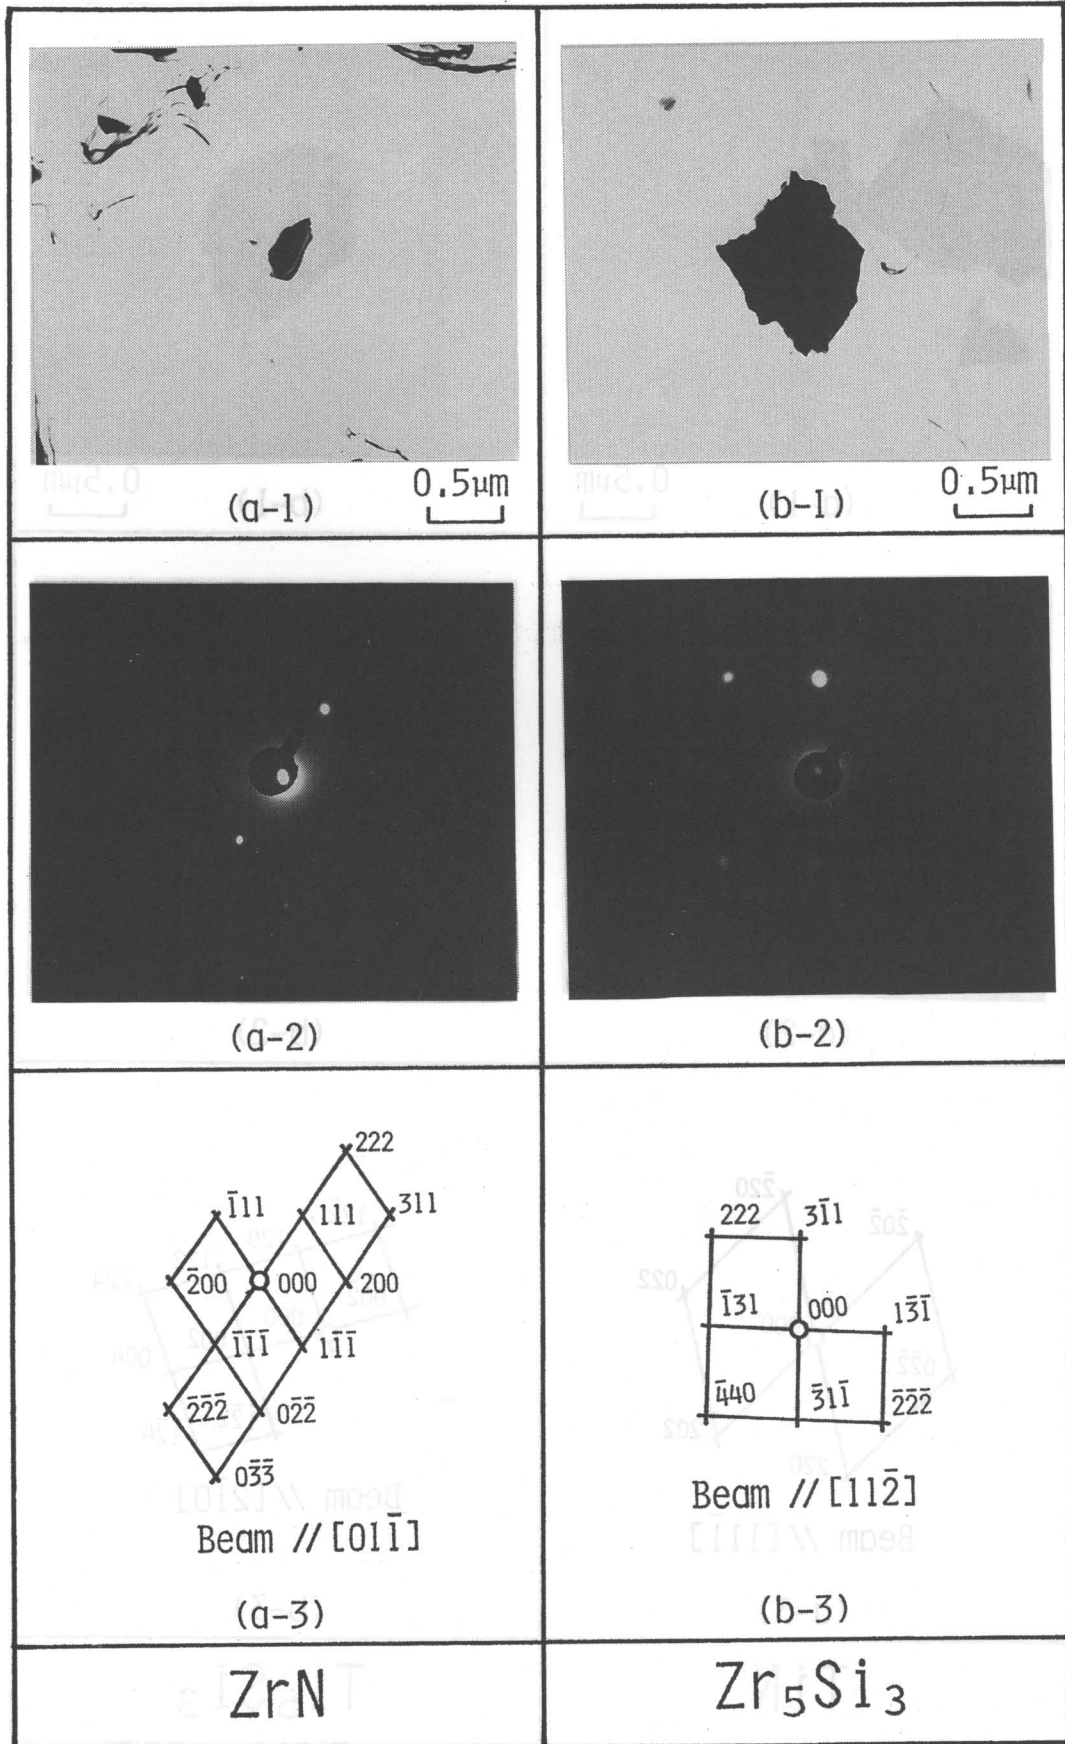 (a-1)
0.5µm
(b-1)
0.5µm
(a-2)
(b-2)
222
1̄11
111
311
2̄00
000
200
1̄1̄1̄
11̄1̄
2̄2̄2̄
02̄2̄
03̄3̄
Beam // [011̄]
(a-3)
222
31̄1
1̄31
000
13̄1̄
4̄40
3̄11̄
2̄2̄2̄
Beam // [112̄]
(b-3)
ZrN
Zr₅Si₃